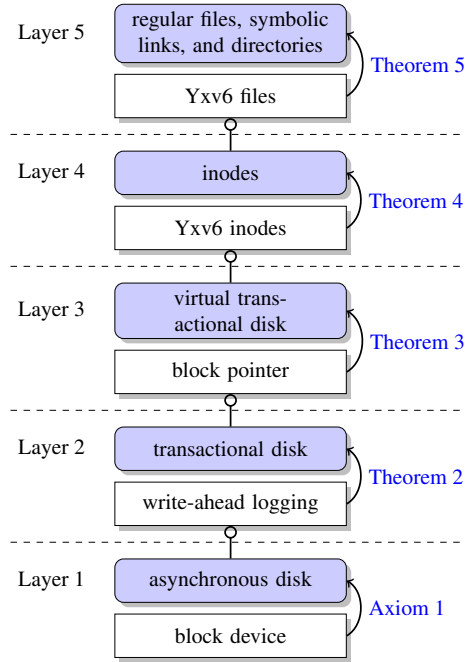 Layer 5
regular files, symbolic
links, and directories
Theorem 5
Yxv6 files
Layer 4
inodes
Theorem 4
Yxv6 inodes
Layer 3
virtual trans-
actional disk
Theorem 3
block pointer
Layer 2
transactional disk
Theorem 2
write-ahead logging
Layer 1
asynchronous disk
Axiom 1
block device